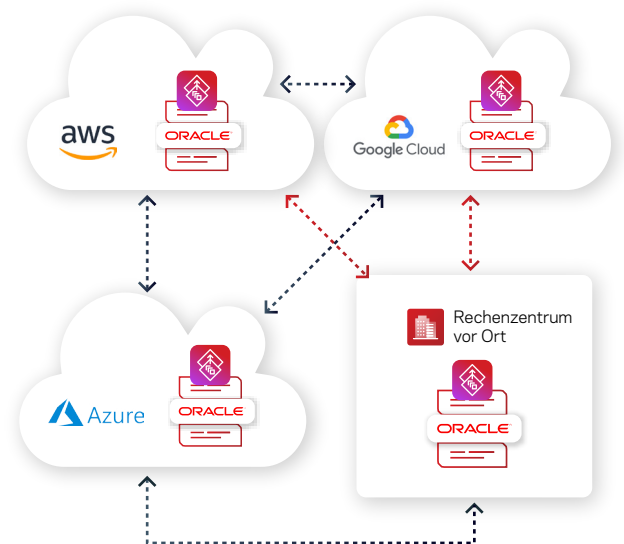 aws
ORACLE
Google Cloud
ORACLE
Azure
ORACLE
Rechenzentrum
vor Ort
ORACLE